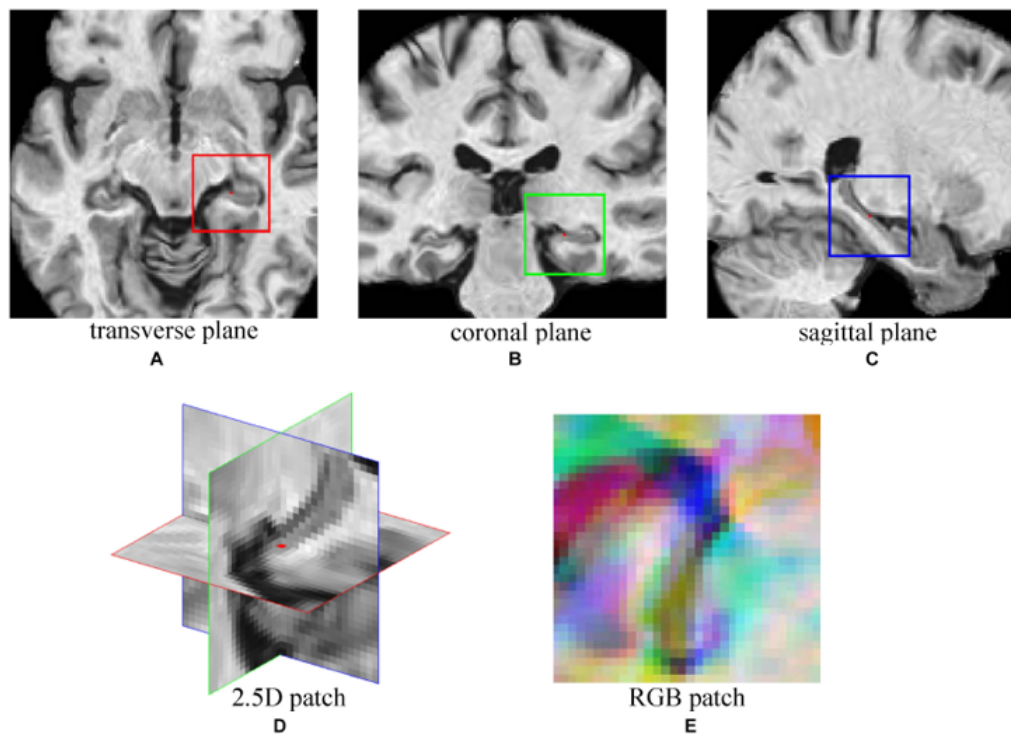 transverse plane
A
coronal plane
B
sagittal plane
C
2.5D patch
D
RGB patch
E